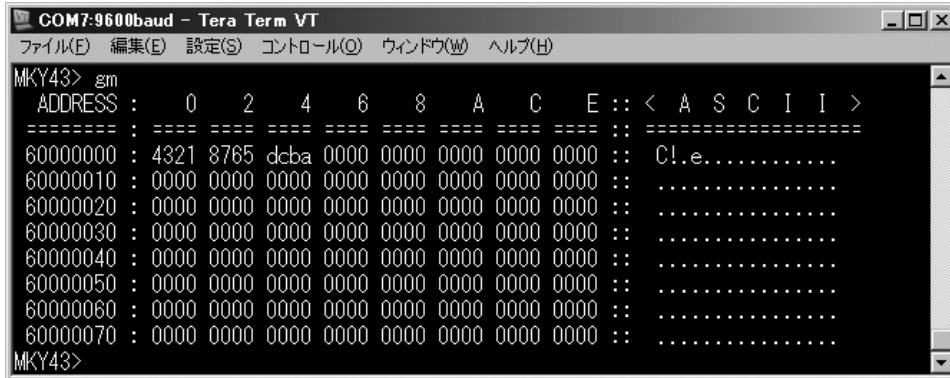 COM7:9600baud - Tera Term VT
ファイル(F) 編集(E) 設定(S) コントロール(O) ウィンドウ(W) ヘルプ(H)
MKY43> gm
ADDRESS : 0 2 4 6 8 A C E :: < A S C I I >
======== : ==== ==== ==== ==== ==== ==== ==== ==== :: ===================
60000000 : 4321 8765 dcba 0000 0000 0000 0000 0000 :: C!.e............
60000010 : 0000 0000 0000 0000 0000 0000 0000 0000 :: ................
60000020 : 0000 0000 0000 0000 0000 0000 0000 0000 :: ................
60000030 : 0000 0000 0000 0000 0000 0000 0000 0000 :: ................
60000040 : 0000 0000 0000 0000 0000 0000 0000 0000 :: ................
60000050 : 0000 0000 0000 0000 0000 0000 0000 0000 :: ................
60000060 : 0000 0000 0000 0000 0000 0000 0000 0000 :: ................
60000070 : 0000 0000 0000 0000 0000 0000 0000 0000 :: ................
MKY43>